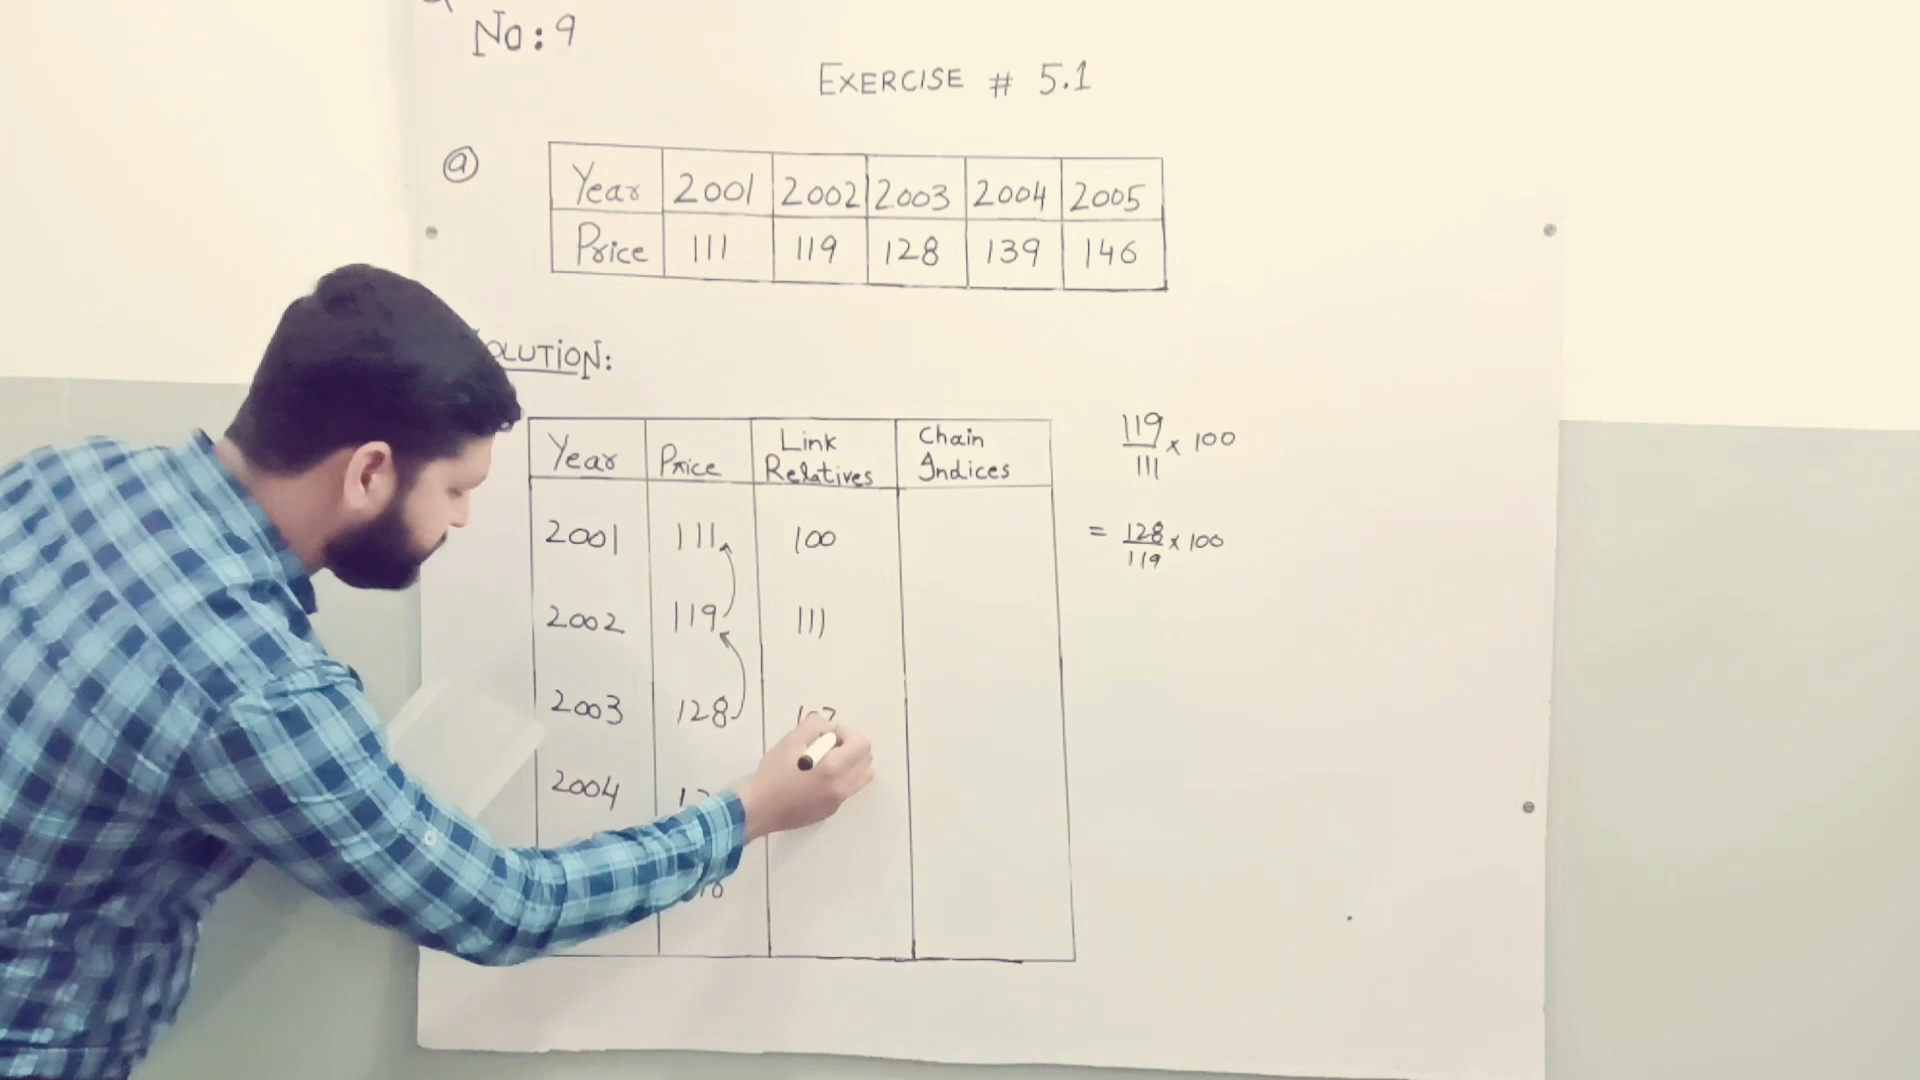 No: 9
EXERCISE # 5.1
a
Year 2001 2002 2003 2004 2005
Price 111 119 128 139 146
OLUTION:
Year Price Link Relatives Chain Indices
2001 111 100
2002 119 111
2003 128
2004
119/111 x 100
= 128/119 x 100